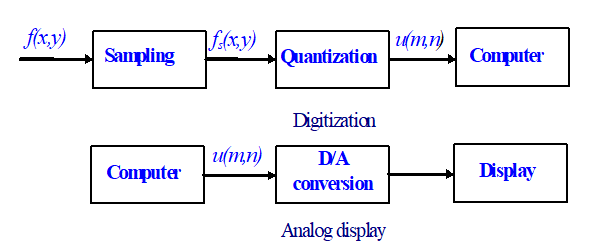 f(x,y) Sampling fs(x,y) Quantization u(m,n) Computer
Digitization
Computer u(m,n) D/A conversion Display
Analog display